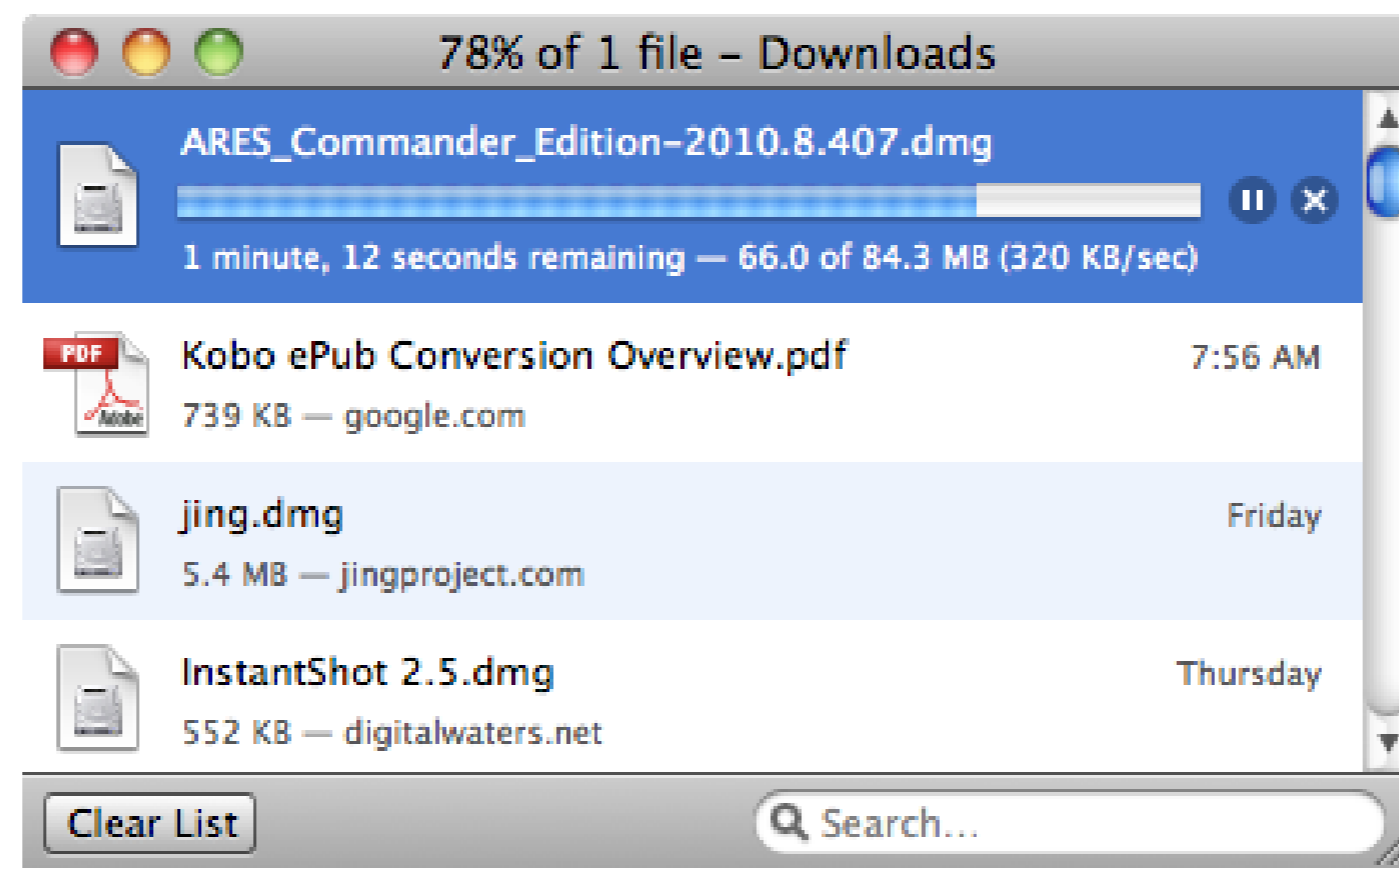 78% of 1 file – Downloads
ARES_Commander_Edition-2010.8.407.dmg
1 minute, 12 seconds remaining — 66.0 of 84.3 MB (320 KB/sec)
PDF
Adobe
Kobo ePub Conversion Overview.pdf
7:56 AM
739 KB — google.com
jing.dmg
Friday
5.4 MB — jingproject.com
InstantShot 2.5.dmg
Thursday
552 KB — digitalwaters.net
Clear List
Search...